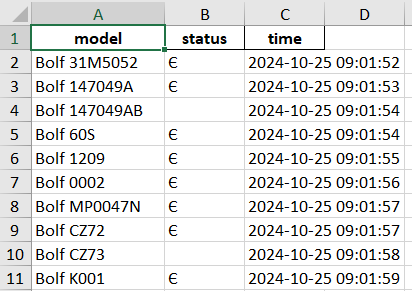 A B C D
1 model status time
2 Bolf 31M5052 Є 2024-10-25 09:01:52
3 Bolf 147049A Є 2024-10-25 09:01:53
4 Bolf 147049AB 2024-10-25 09:01:54
5 Bolf 60S Є 2024-10-25 09:01:54
6 Bolf 1209 Є 2024-10-25 09:01:55
7 Bolf 0002 Є 2024-10-25 09:01:56
8 Bolf MP0047N Є 2024-10-25 09:01:57
9 Bolf CZ72 Є 2024-10-25 09:01:57
10 Bolf CZ73 2024-10-25 09:01:58
11 Bolf K001 Є 2024-10-25 09:01:59